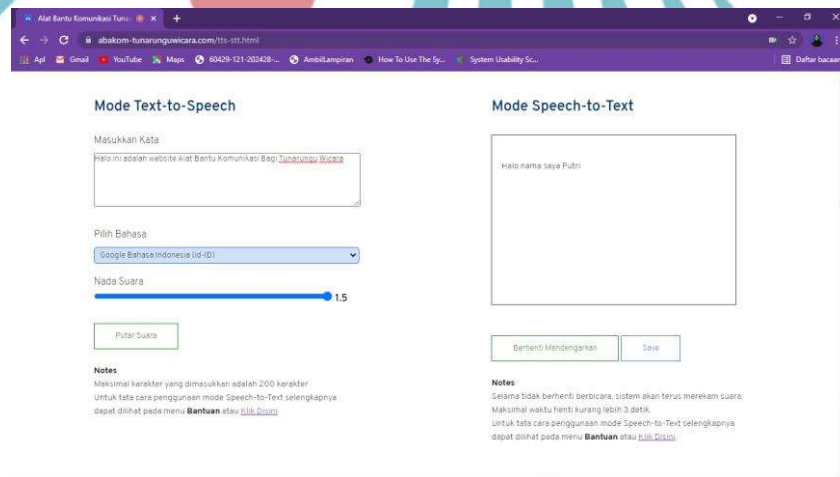 Alat Bantu Komunikasi Tuna
abakom-tunarunguwicara.com/tts-stt.html
Apl Gmail YouTube Maps 60429-121-202428-... AmbilLampiran How To Use The Sy... System Usability Sc... Daftar bacaan
Mode Text-to-Speech
Masukkan Kata
Halo ini adalah website Alat Bantu Komunikasi Bagi Tunarungu Wicara
Pilih Bahasa
Google Bahasa Indonesia (id-ID)
Nada Suara
1.5
Putar Suara
Notes
Maksimal karakter yang dimasukkan adalah 200 karakter
Untuk tata cara penggunaan mode Speech-to-Text selengkapnya
dapat dilihat pada menu Bantuan atau Klik Disini
Mode Speech-to-Text
Halo nama saya Putri
Berhenti Mendengarkan
Save
Notes
Selama tidak berhenti berbicara, sistem akan terus merekam suara.
Maksimal waktu henti kurang lebih 3 detik.
Untuk tata cara penggunaan mode Speech-to-Text selengkapnya
dapat dilihat pada menu Bantuan atau Klik Disini